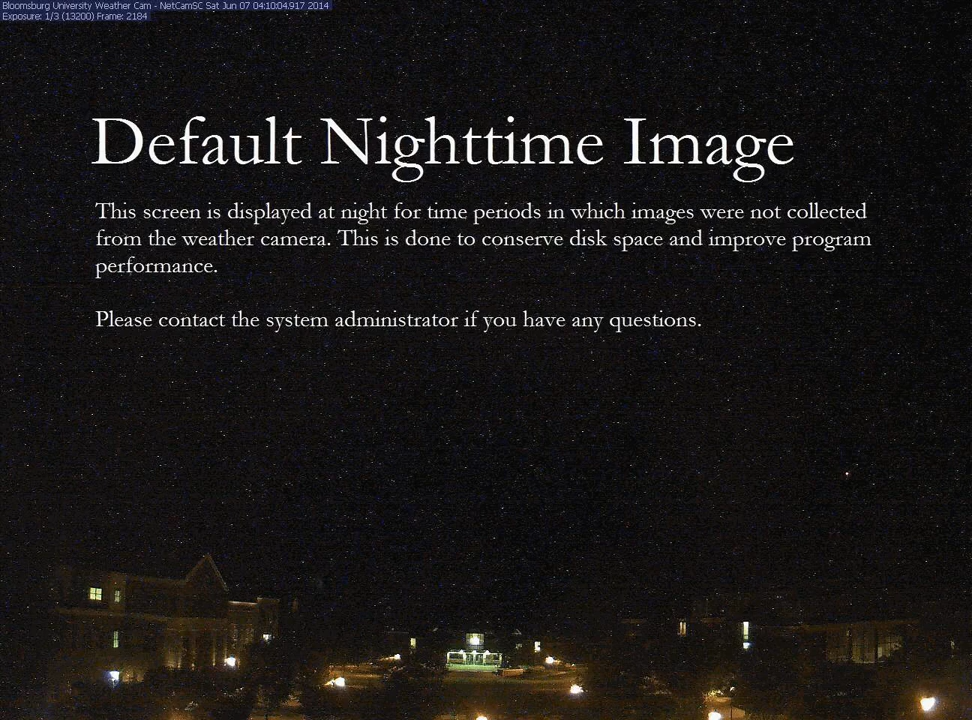 Bloomsburg University Weather Cam - NetCamSC Sat Jun 07 04:10:04.917 2014
Exposure: 1/3 (13200) Frame: 2184
Default Nighttime Image
This screen is displayed at night for time periods in which images were not collected
from the weather camera. This is done to conserve disk space and improve program
performance.
Please contact the system administrator if you have any questions.